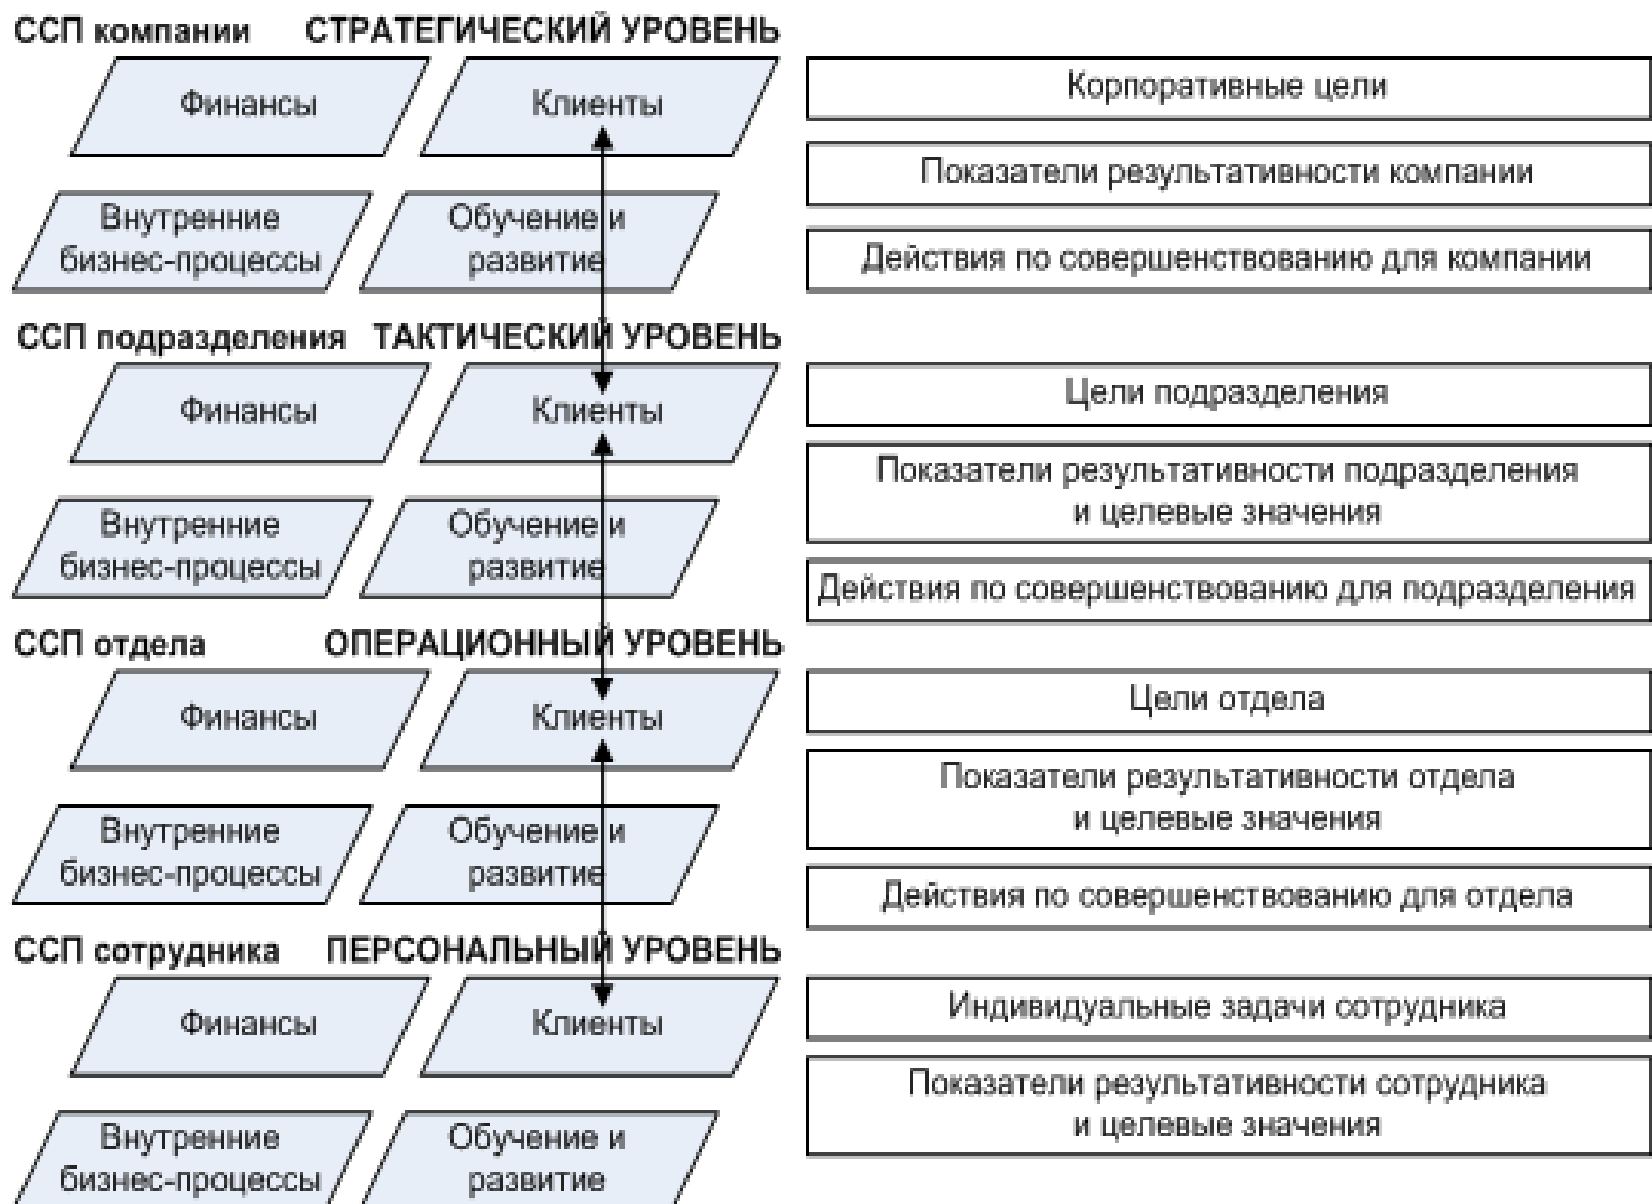 ССП компании СТРАТЕГИЧЕСКИЙ УРОВЕНЬ
Финансы Клиенты
Внутренние бизнес-процессы
Обучение и развитие
Корпоративные цели
Показатели результативности компании
Действия по совершенствованию для компании
ССП подразделения ТАКТИЧЕСКИЙ УРОВЕНЬ
Финансы Клиенты
Внутренние
бизнес-процессы
Обучение и
развитие
Цели подразделения
Показатели результативности подразделения
и целевые значения
Действия по совершенствованию для подразделения
ССП отдела ОПЕРАЦИОННЫЙ УРОВЕНЬ
Финансы Клиенты
Внутренние
бизнес-процессы
Обучение и
развитие
Цели отдела
Показатели результативности отдела
и целевые значения
Действия по совершенствованию для отдела
ССП сотрудника ПЕРСОНАЛЬНЫЙ УРОВЕНЬ
Финансы Клиенты
Внутренние
бизнес-процессы
Обучение и
развитие
Индивидуальные задачи сотрудника
Показатели результативности сотрудника
и целевые значения